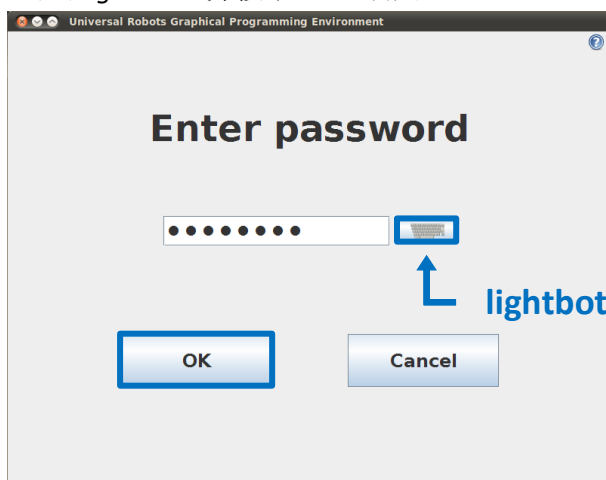 Universal Robots Graphical Programming Environment
Enter password
●●●●●●●●
lightbot
OK
Cancel